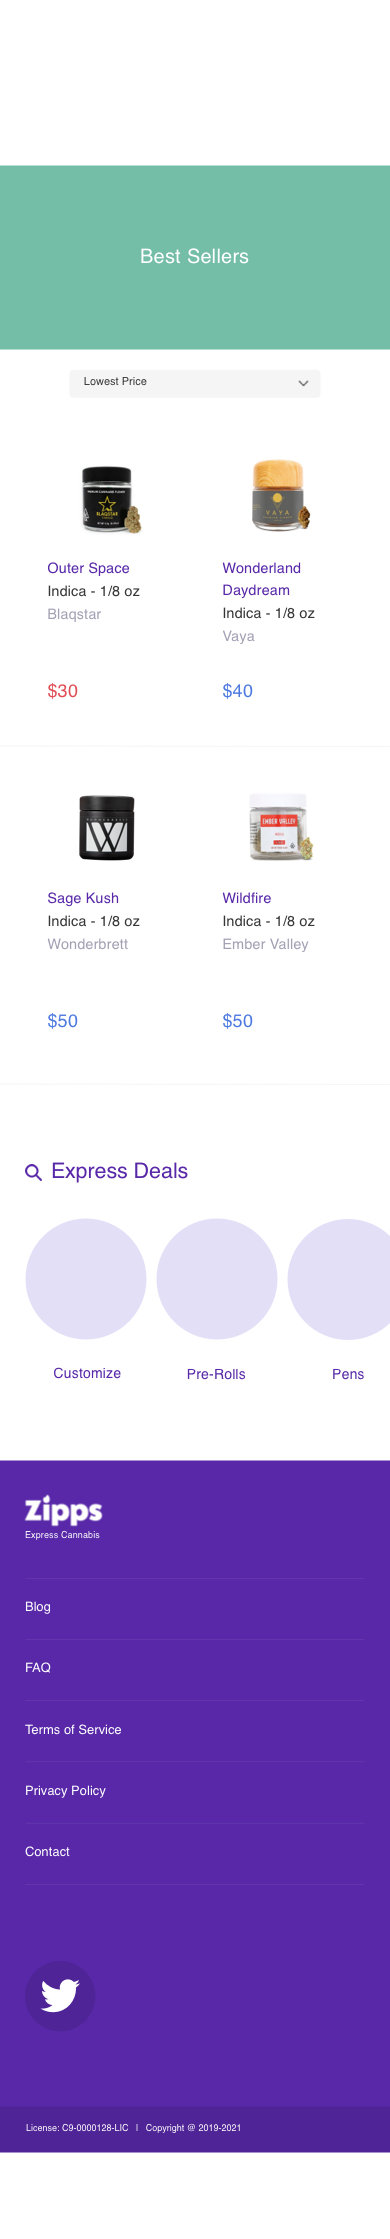 Best Sellers
Lowest Price
BLAQSTAR
VAYA
Outer Space
Indica - 1/8 oz
Blaqstar
$30
Wonderland
Daydream
Indica - 1/8 oz
Vaya
$40
W
EMBER VALLEY
Sage Kush
Indica - 1/8 oz
Wonderbrett
$50
Wildfire
Indica - 1/8 oz
Ember Valley
$50
Express Deals
Customize
Pre-Rolls
Pens
Zipps
Express Cannabis
Blog
FAQ
Terms of Service
Privacy Policy
Contact
License: C9-0000128-LIC | Copyright @ 2019-2021